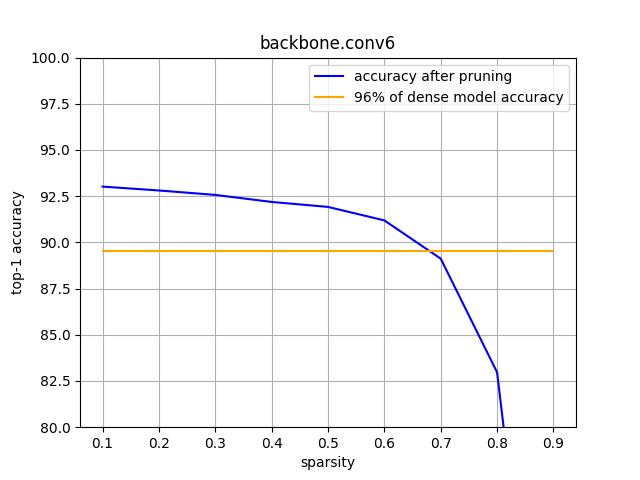 backbone.conv6
100.0
97.5
95.0
92.5
90.0
87.5
85.0
82.5
80.0
top-1 accuracy
accuracy after pruning
96% of dense model accuracy
0.1 0.2 0.3 0.4 0.5 0.6 0.7 0.8 0.9
sparsity